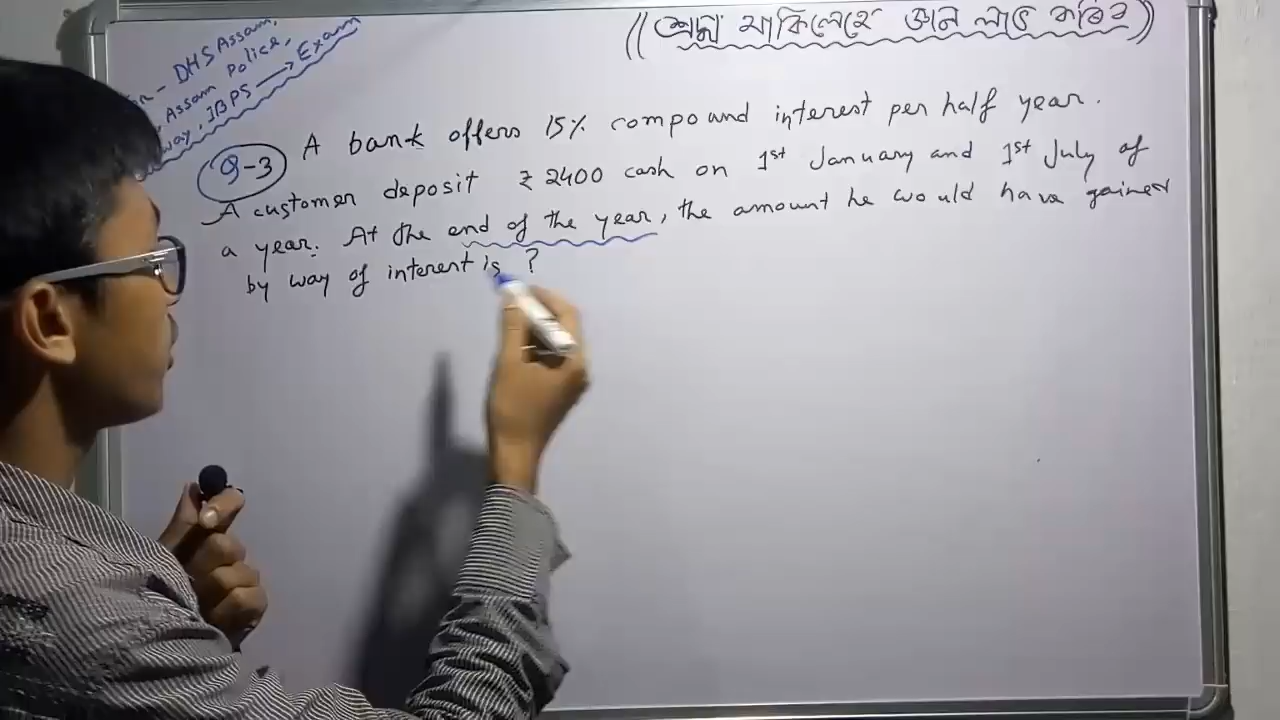 (( শ্রদ্ধা থাকিলেহে জ্ঞান লাভ কৰিব ))
DHS Assam,
Assam Police,
way, IBPS → Exam
Q-3 A bank offers 15% compound interest per half year.
A customer deposit ₹ 2400 cash on 1st January and 1st July of
a year. At the end of the year, the amount he would have gained
by way of interest is ?